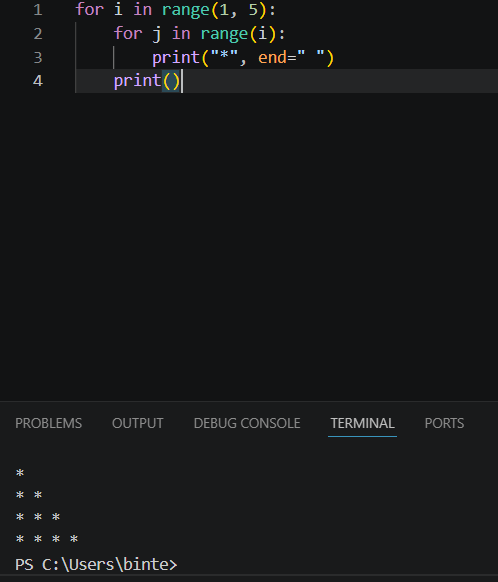 1 for i in range(1, 5):
2     for j in range(i):
3         print("*", end=" ")
4     print()
PROBLEMS OUTPUT DEBUG CONSOLE TERMINAL PORTS
*
* *
* * *
* * * *
PS C:\Users\binte>